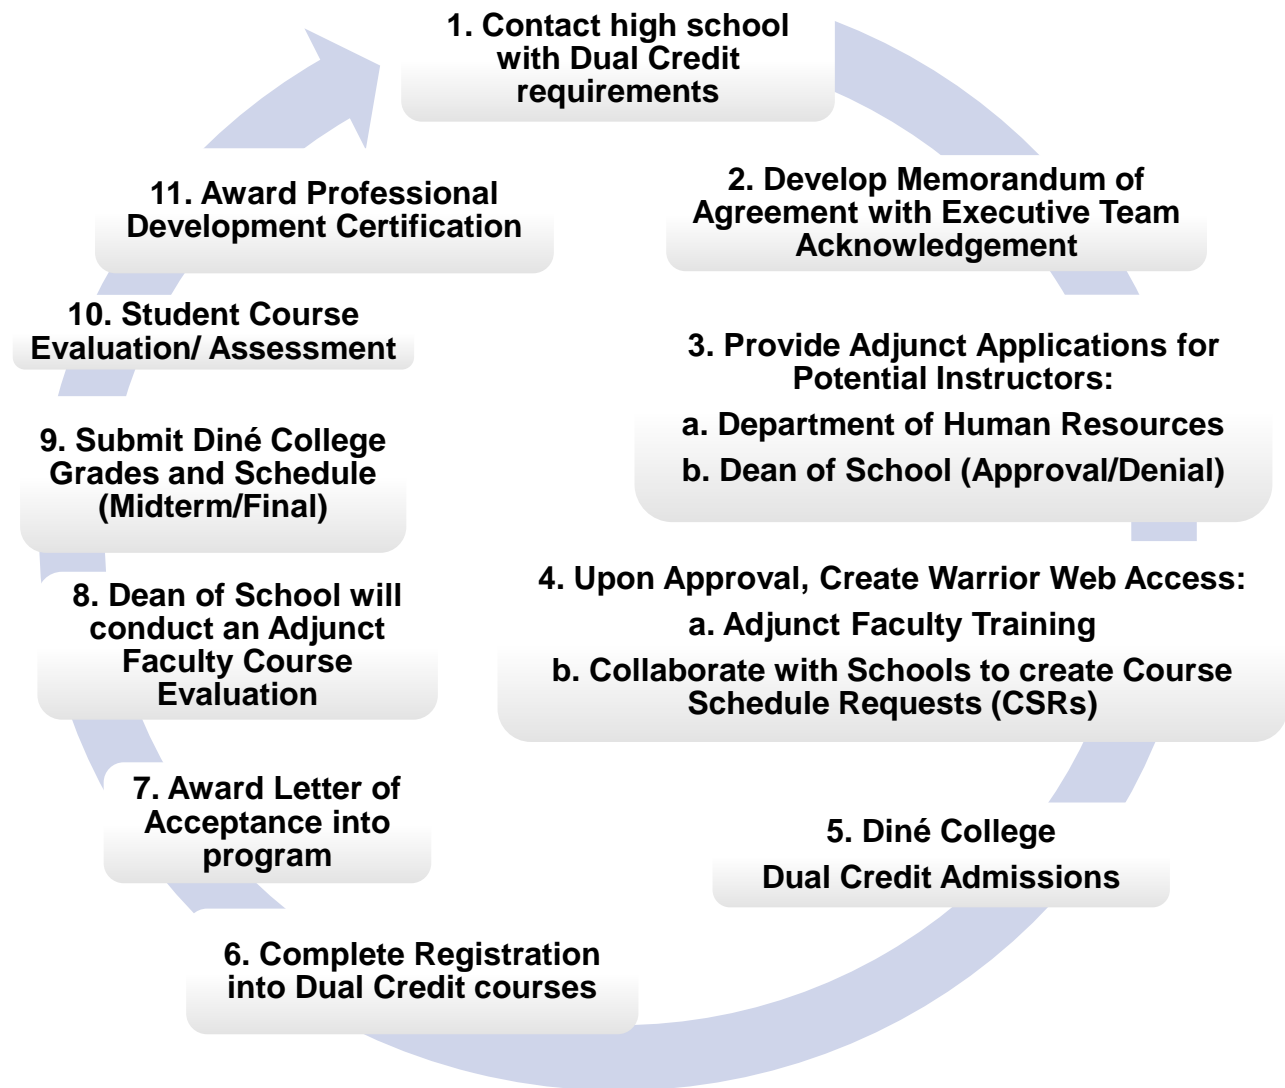 1. Contact high school
with Dual Credit
requirements
2. Develop Memorandum of
Agreement with Executive Team
Acknowledgement
3. Provide Adjunct Applications for
Potential Instructors:
a. Department of Human Resources
b. Dean of School (Approval/Denial)
4. Upon Approval, Create Warrior Web Access:
a. Adjunct Faculty Training
b. Collaborate with Schools to create Course
Schedule Requests (CSRs)
5. Diné College
Dual Credit Admissions
6. Complete Registration
into Dual Credit courses
7. Award Letter of
Acceptance into
program
8. Dean of School will
conduct an Adjunct
Faculty Course
Evaluation
9. Submit Diné College
Grades and Schedule
(Midterm/Final)
10. Student Course
Evaluation/ Assessment
11. Award Professional
Development Certification